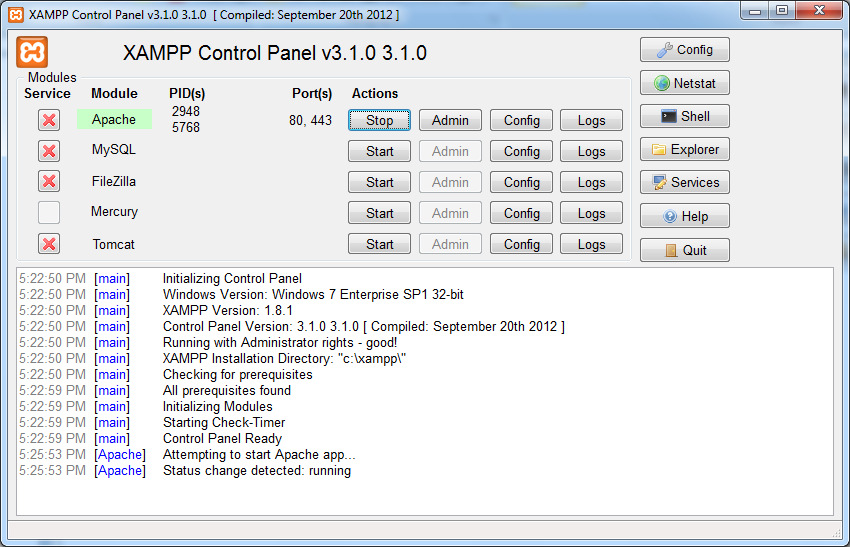 XAMPP Control Panel v3.1.0 3.1.0 [ Compiled: September 20th 2012 ]
XAMPP Control Panel v3.1.0 3.1.0
Config
Modules
Service Module PID(s) Port(s) Actions
Netstat
Apache 2948 5768 80, 443 Stop Admin Config Logs
Shell
MySQL Start Admin Config Logs
Explorer
FileZilla Start Admin Config Logs
Services
Mercury Start Admin Config Logs
Help
Tomcat Start Admin Config Logs
Quit
5:22:50 PM [main] Initializing Control Panel
5:22:50 PM [main] Windows Version: Windows 7 Enterprise SP1 32-bit
5:22:50 PM [main] XAMPP Version: 1.8.1
5:22:50 PM [main] Control Panel Version: 3.1.0 3.1.0 [ Compiled: September 20th 2012 ]
5:22:50 PM [main] Running with Administrator rights - good!
5:22:50 PM [main] XAMPP Installation Directory: "c:\xampp\"
5:22:50 PM [main] Checking for prerequisites
5:22:59 PM [main] All prerequisites found
5:22:59 PM [main] Initializing Modules
5:22:59 PM [main] Starting Check-Timer
5:22:59 PM [main] Control Panel Ready
5:25:53 PM [Apache] Attempting to start Apache app...
5:25:53 PM [Apache] Status change detected: running